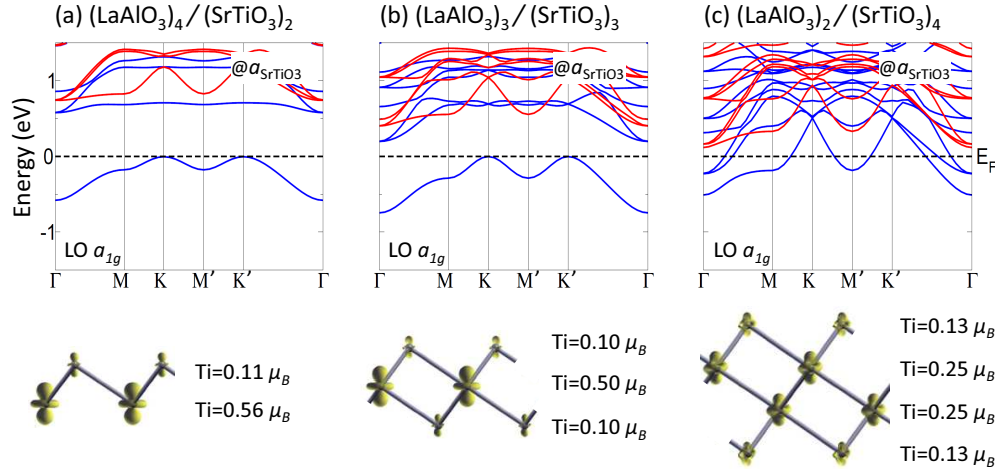 (a) (LaAlO3)4 / (SrTiO3)2
(b) (LaAlO3)3/(SrTiO3)3
(c) (LaAlO3)2/(SrTiO3)4
Energy (eV)
1
0
-1
@aSrTiO3
@aSrTiO3
@aSrTiO3
EF
LO a1g
LO a1g
LO a1g
Γ M K M′ K′ Γ
Γ M K M′ K′ Γ
Γ M K M′ K′ Γ
Ti=0.11 μB
Ti=0.56 μB
Ti=0.10 μB
Ti=0.50 μB
Ti=0.10 μB
Ti=0.13 μB
Ti=0.25 μB
Ti=0.25 μB
Ti=0.13 μB